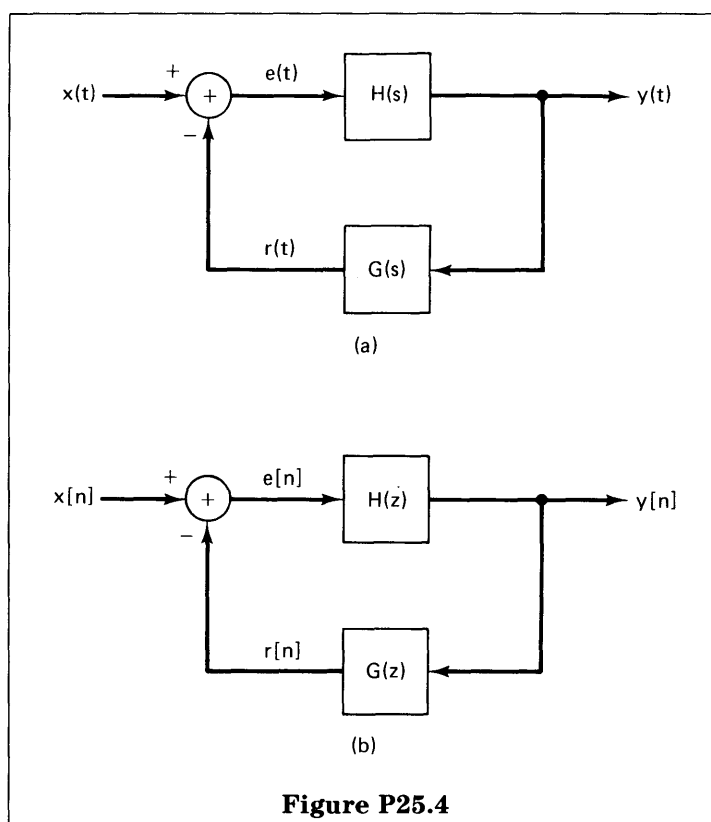 + e(t)
x(t) + H(s) y(t)
−
r(t)
G(s)
(a)
+ e[n]
x[n] + H(z) y[n]
−
r[n]
G(z)
(b)
Figure P25.4